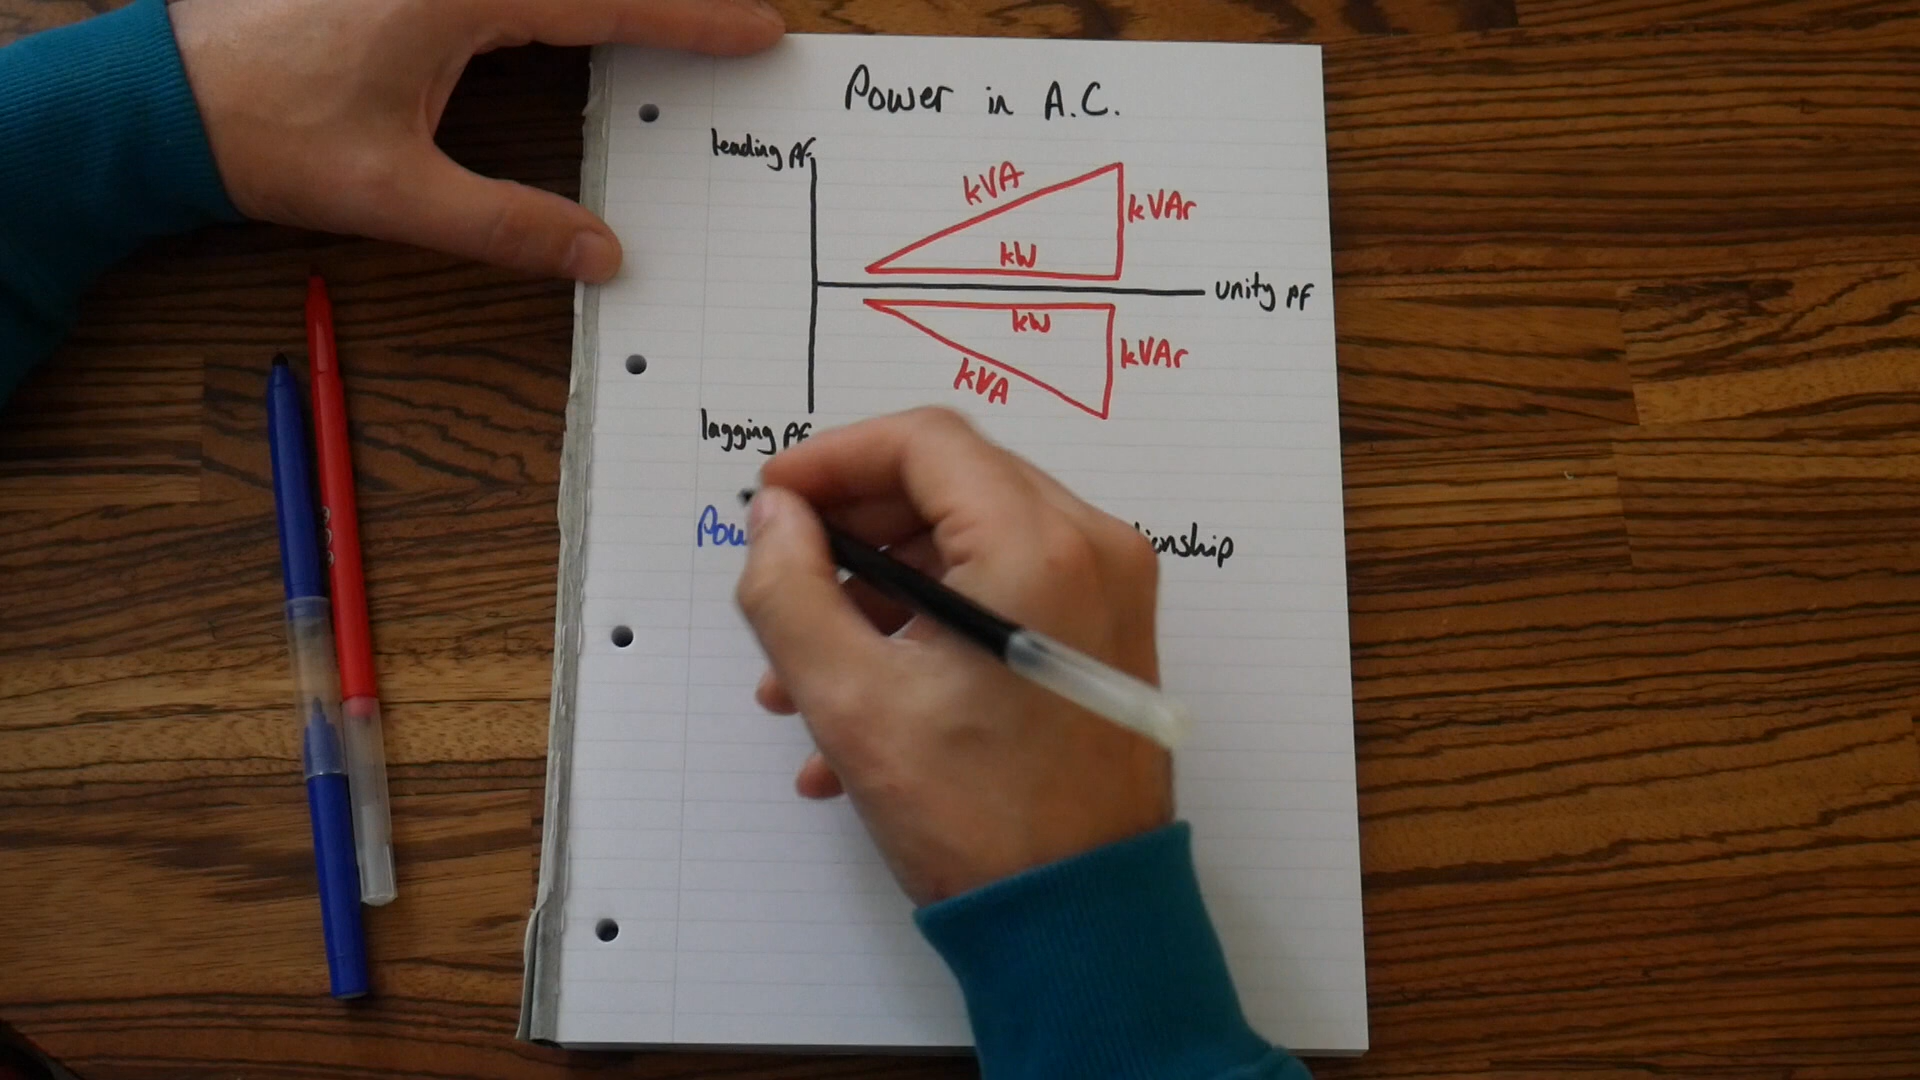 Power in A.C.
leading PF
kVA
kVAr
kW
unity PF
kW
kVAr
kVA
lagging PF